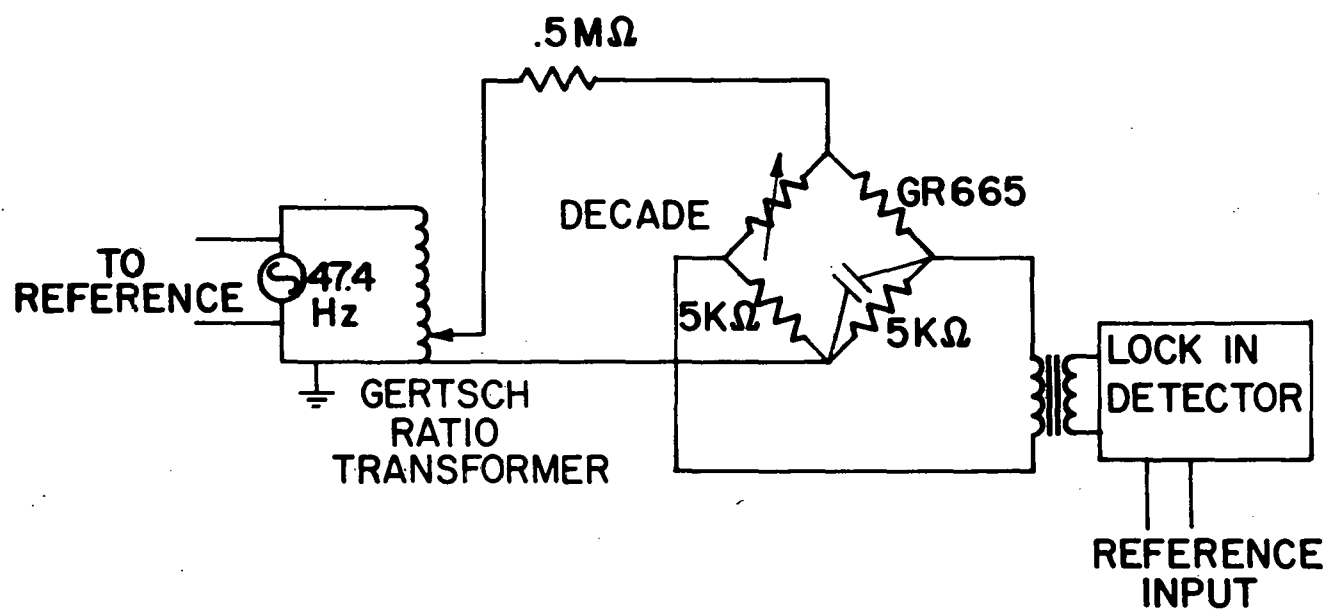 .5MΩ
GR665
DECADE
TO
REFERENCE
47.4
Hz
5KΩ
5KΩ
GERTSCH
RATIO
TRANSFORMER
LOCK IN
DETECTOR
REFERENCE
INPUT